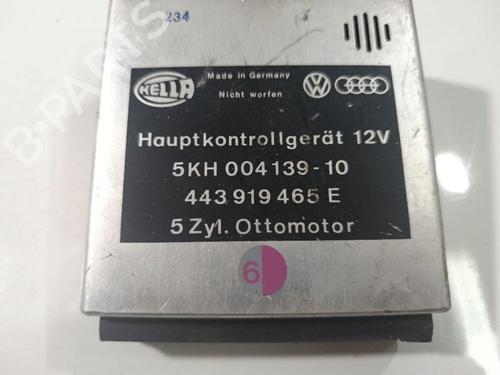 234
HELLA
Made in Germany
Nicht werfen
Hauptkontrollgerät 12V
5KH 004 139-10
443 919 465 E
5 Zyl. Ottomotor
6
B-PARTS